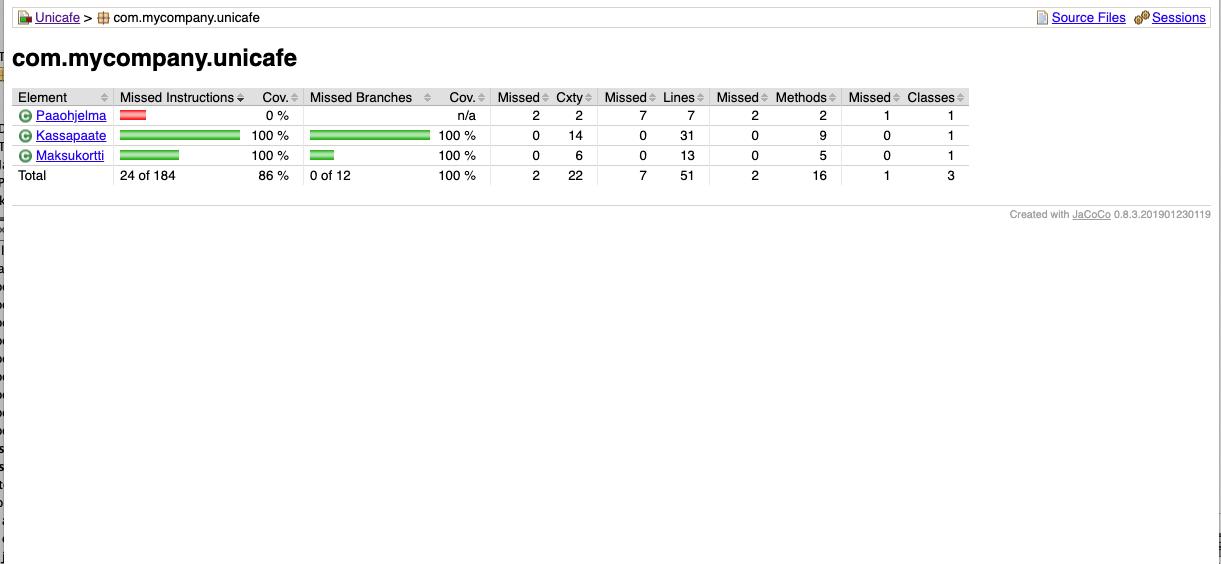 Unicafe > com.mycompany.unicafe Source Files Sessions
com.mycompany.unicafe
Element Missed Instructions Cov. Missed Branches Cov. Missed Cxty Missed Lines Missed Methods Missed Classes
Paaohjelma 0 % n/a 2 2 7 7 2 2 1 1
Kassapaate 100 % 100 % 0 14 0 31 0 9 0 1
Maksukortti 100 % 100 % 0 6 0 13 0 5 0 1
Total 24 of 184 86 % 0 of 12 100 % 2 22 7 51 2 16 1 3
Created with JaCoCo 0.8.3.201901230119